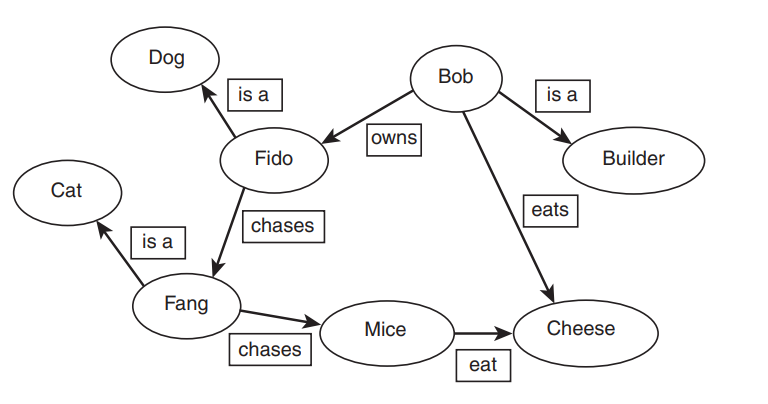 Dog
Bob
is a
is a
owns
Fido
Builder
Cat
eats
chases
is a
Fang
Mice
Cheese
chases
eat